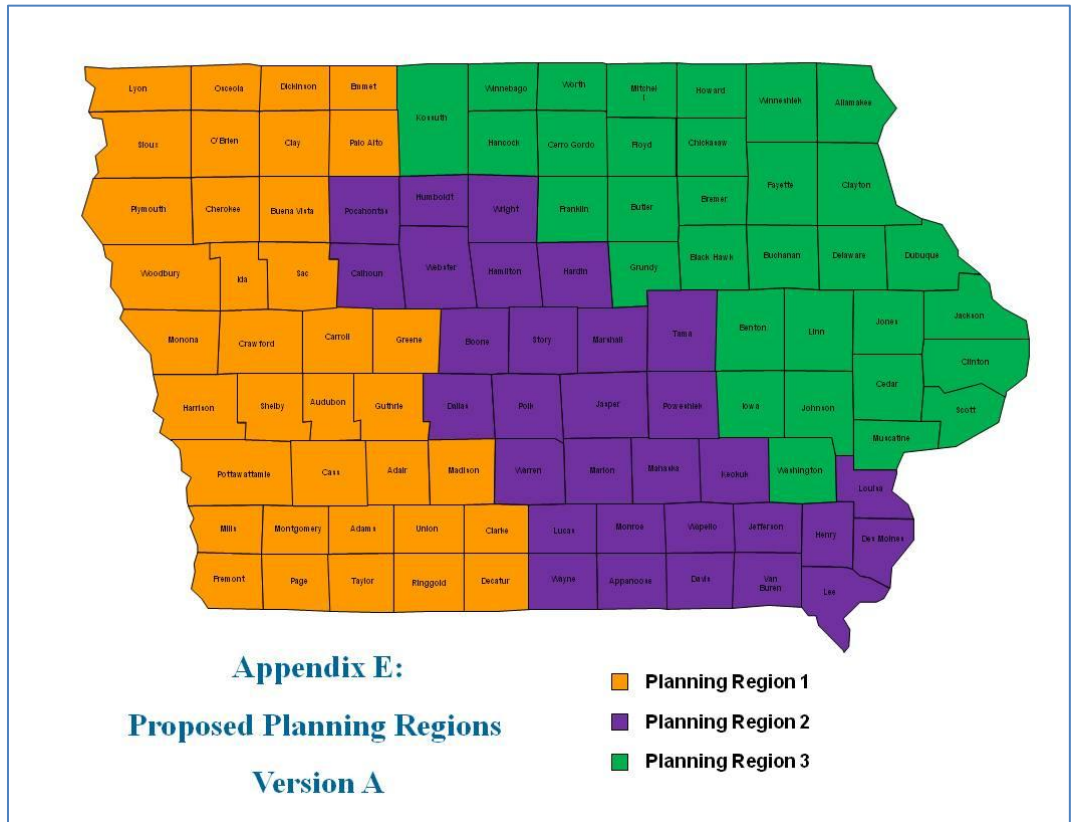 Lyon Osceola Dickinson Emmet
Kossuth
Winnebago Worth Mitchel
l
Howard
Winneshiek Allamakee
Sioux O'Brien Clay Palo Alto
Hancock Cerro Gordo Floyd Chickasaw
Plymouth Cherokee Buena Vista Pocahontas Humboldt Wright Franklin Butler Bremer Fayette Clayton
Woodbury Ida Sac Calhoun Webster Hamilton Hardin Grundy Black Hawk Buchanan Delaware Dubuque
Monona Crawford Carroll Greene Boone Story Marshall Tama Benton Linn Jones Jackson
Clinton
Harrison Shelby Audubon Guthrie Dallas Polk Jasper Poweshiek Iowa Johnson Cedar Scott
Muscatine
Pottawattamie Cass Adair Madison Warren Marion Mahaska Keokuk Washington Louisa
Mills Montgomery Adams Union Clarke Lucas Monroe Wapello Jefferson Henry Des Moines
Fremont Page Taylor Ringgold Decatur Wayne Appanoose Davis Van
Buren
Lee
Appendix E:
Proposed Planning Regions
Version A
Planning Region 1
Planning Region 2
Planning Region 3